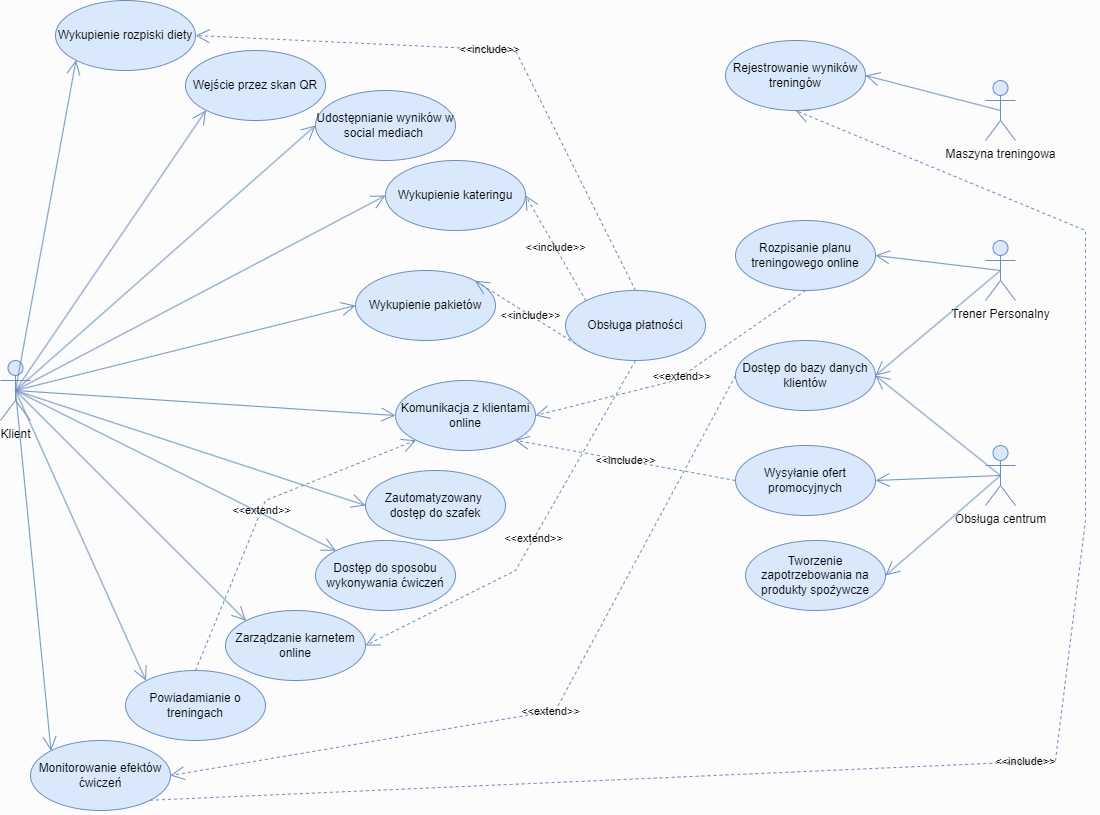 Wykupienie rozpiski diety
<<include>>
Wejście przez skan QR
Rejestrowanie wyników
treningów
Udostępnianie wyników w
social mediach
Maszyna treningowa
Wykupienie kateringu
<<include>>
Rozpisanie planu
treningowego online
Wykupienie pakietów
<<include>>
Obsługa płatności
Trener Personalny
<<extend>>
Dostęp do bazy danych
klientów
Klient
Komunikacja z klientami
online
<<include>>
Wysyłanie ofert
promocyjnych
Obsługa centrum
Zautomatyzowany
dostęp do szafek
<<extend>>
<<extend>>
Dostęp do sposobu
wykonywania ćwiczeń
Tworzenie
zapotrzebowania na
produkty spożywcze
Zarządzanie karnetem
online
Powiadamianie o
treningach
<<extend>>
Monitorowanie efektów
ćwiczeń
<<include>>